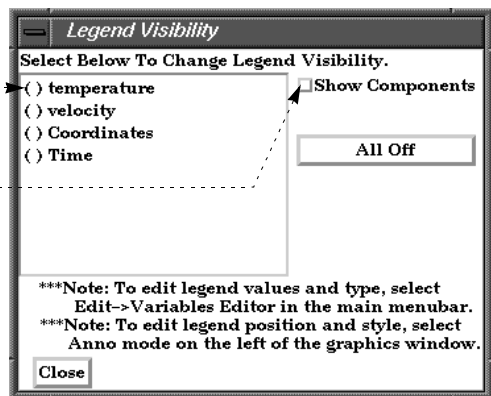 Legend Visibility
Select Below To Change Legend Visibility.
( ) temperature
( ) velocity
( ) Coordinates
( ) Time
Show Components
All Off
***Note: To edit legend values and type, select
Edit->Variables Editor in the main menubar.
***Note: To edit legend position and style, select
Anno mode on the left of the graphics window.
Close